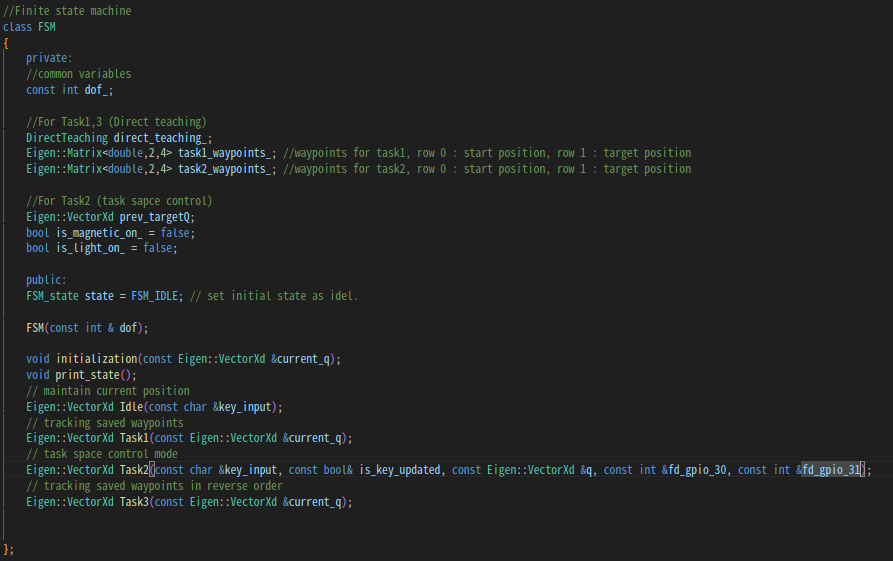 //Finite state machine
class FSM
{
    private:
    //common variables
    const int dof_;

    //For Task1,3 (Direct teaching)
    DirectTeaching direct_teaching_;
    Eigen::Matrix<double,2,4> task1_waypoints_; //waypoints for task1, row 0 : start position, row 1 : target position
    Eigen::Matrix<double,2,4> task2_waypoints_; //waypoints for task2, row 0 : start position, row 1 : target position

    //For Task2 (task sapce control)
    Eigen::VectorXd prev_targetQ;
    bool is_magnetic_on_ = false;
    bool is_light_on_ = false;

    public:
    FSM_state state = FSM_IDLE; // set initial state as idel.

    FSM(const int & dof);

    void initialization(const Eigen::VectorXd &current_q);
    void print_state();
    // maintain current position
    Eigen::VectorXd Idle(const char &key_input);
    // tracking saved waypoints
    Eigen::VectorXd Task1(const Eigen::VectorXd &current_q);
    // task space control mode
    Eigen::VectorXd Task2(const char &key_input, const bool& is_key_updated, const Eigen::VectorXd &q, const int &fd_gpio_30, const int &fd_gpio_31);
    // tracking saved waypoints in reverse order
    Eigen::VectorXd Task3(const Eigen::VectorXd &current_q);


};